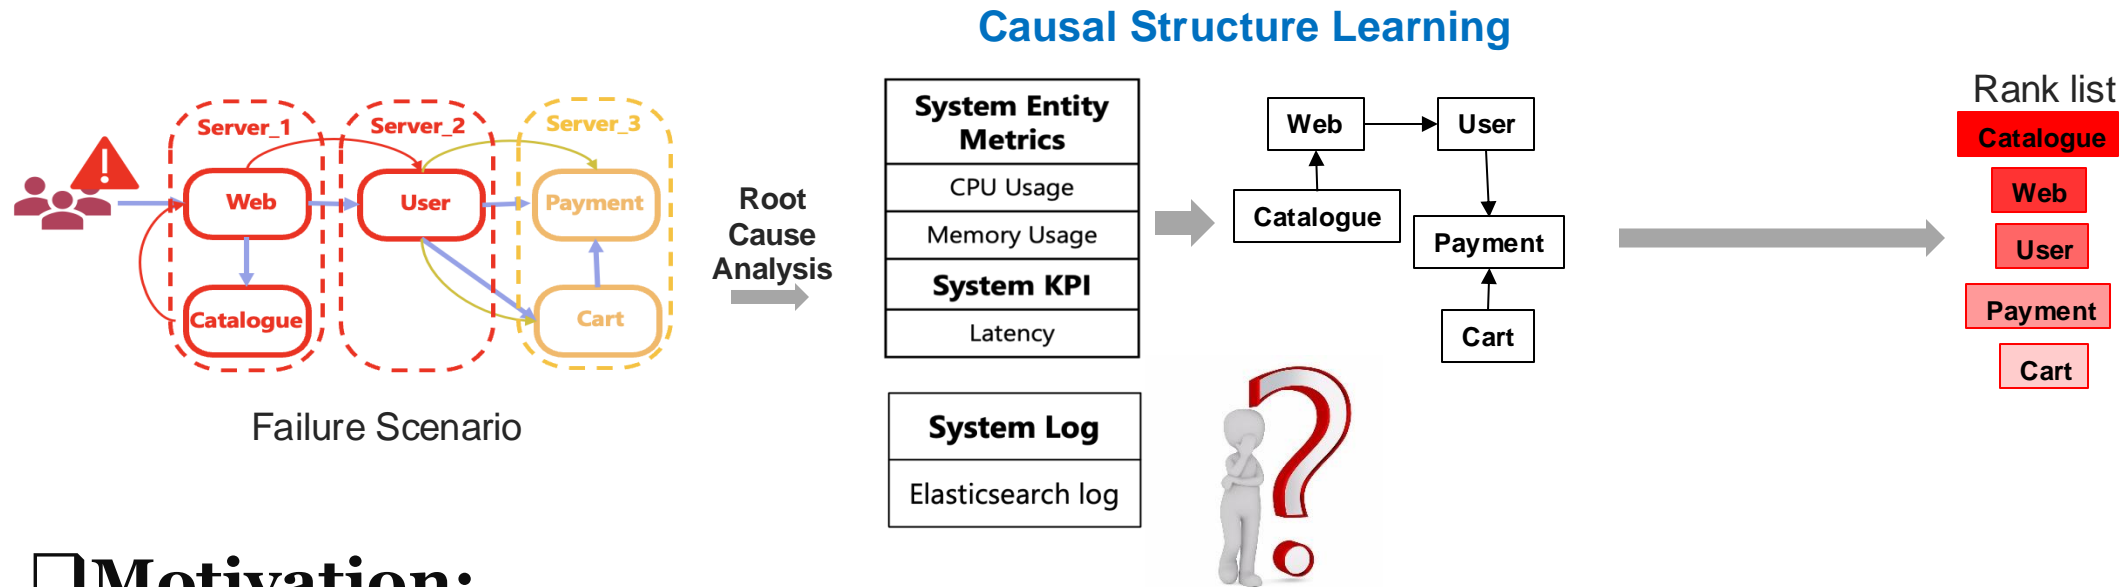 Causal Structure Learning
Server_1
Server_2
Server_3
Web
User
Payment
Catalogue
Cart
Failure Scenario
Root
Cause
Analysis
System Entity
Metrics
CPU Usage
Memory Usage
System KPI
Latency
System Log
Elasticsearch log
Web
User
Catalogue
Payment
Cart
Rank list
Catalogue
Web
User
Payment
Cart
Motivation: